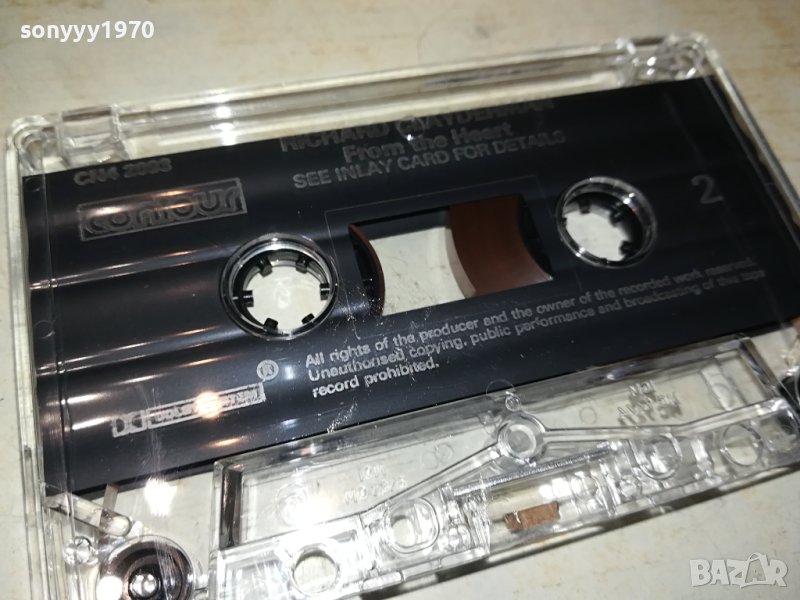 sonyyy1970
RICHARD CLAYDERMAN
From the Heart
SEE INLAY CARD FOR DETAILS
contour
2
All rights of the producer and the owner of the recorded work reserved.
Unauthorised copying, public performance and broadcasting of this tape
record prohibited.
BAZAR